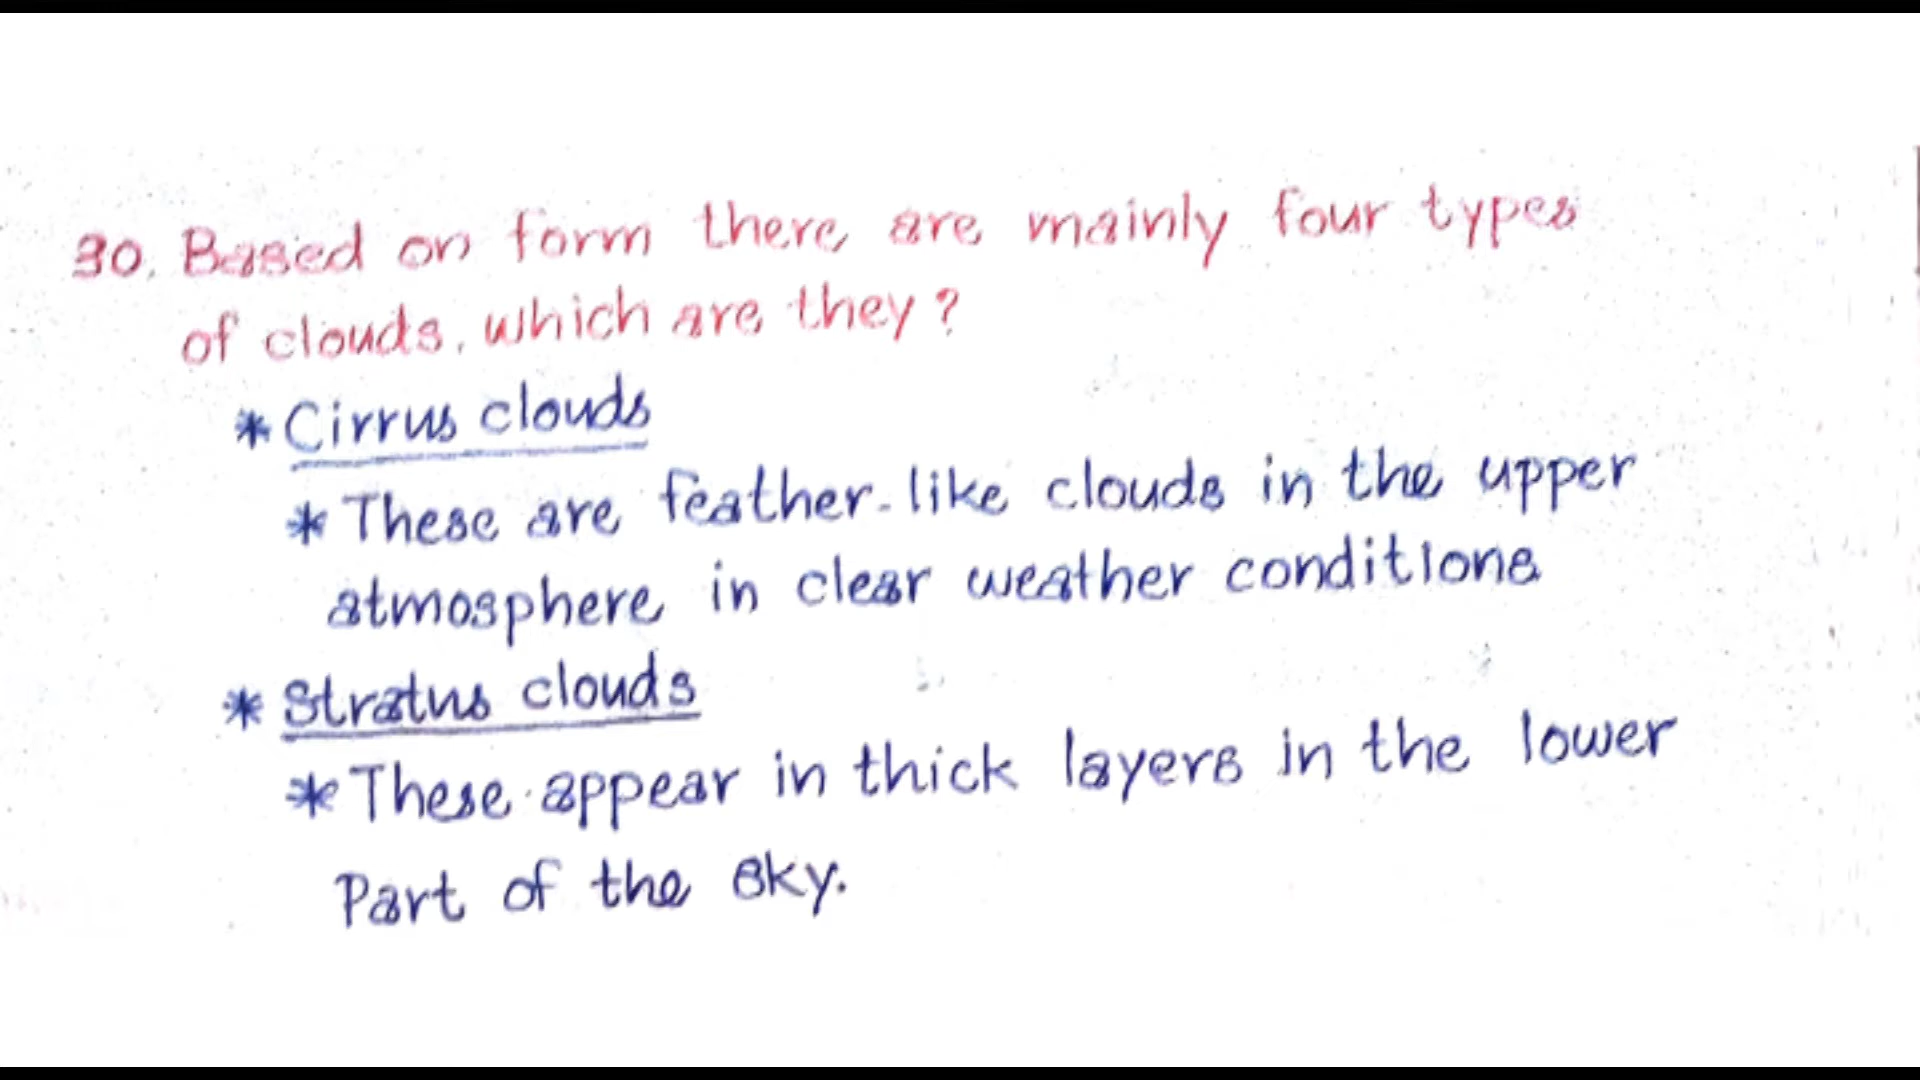 30. Based on form there are mainly four types
of clouds. which are they?
* Cirrus clouds
* These are feather-like clouds in the upper
atmosphere in clear weather conditions
* Stratus clouds
* These appear in thick layers in the lower
Part of the sky.